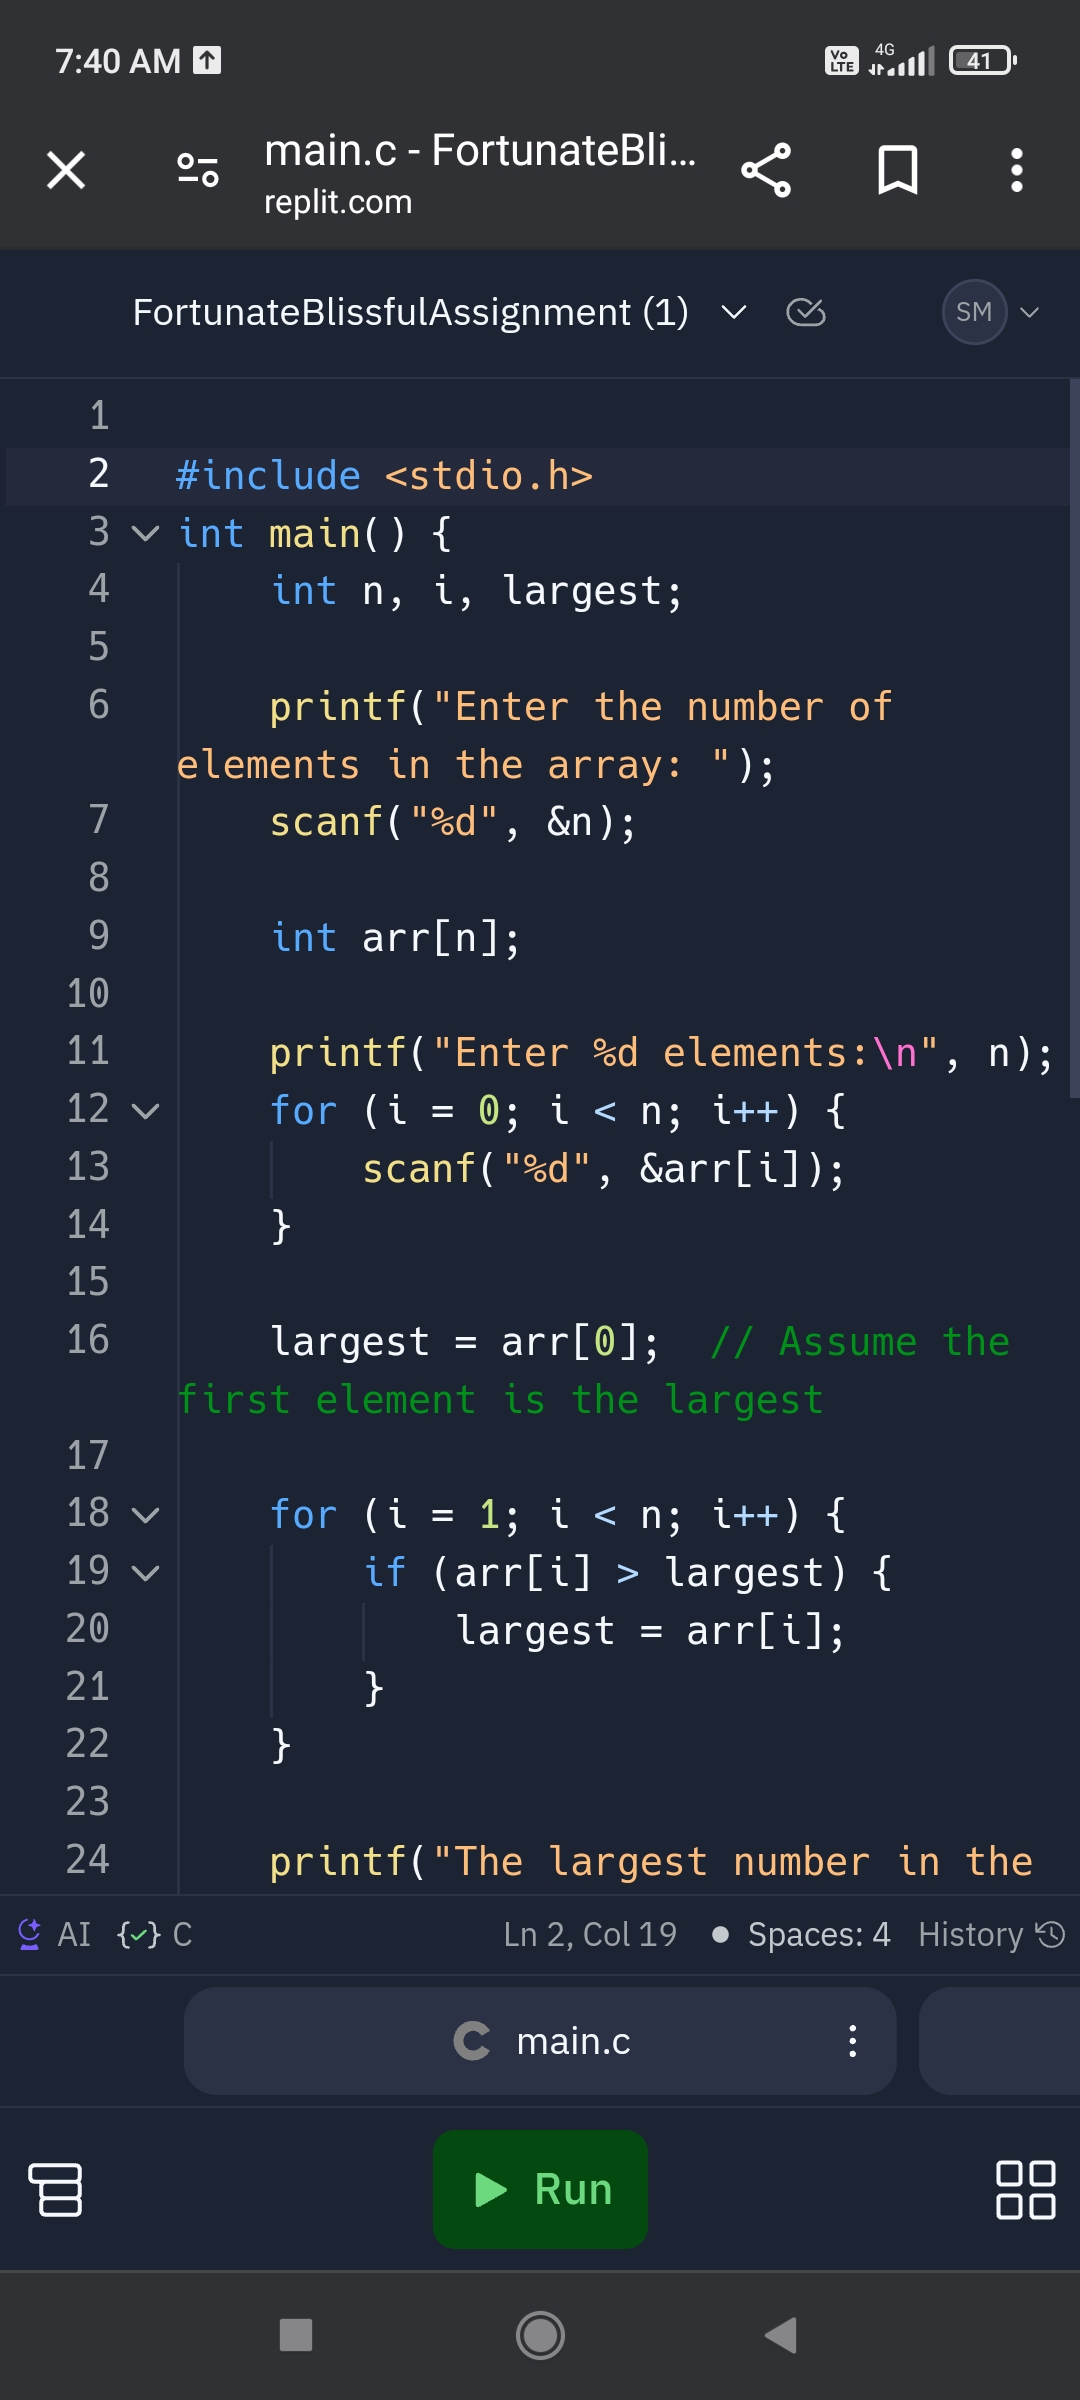 7:40 AM
Vo LTE 4G 41
main.c - FortunateBli...
replit.com
FortunateBlissfulAssignment (1)
SM
1
2 #include <stdio.h>
3 int main() {
4     int n, i, largest;
5
6     printf("Enter the number of
elements in the array: ");
7     scanf("%d", &n);
8
9     int arr[n];
10
11     printf("Enter %d elements:\n", n);
12     for (i = 0; i < n; i++) {
13         scanf("%d", &arr[i]);
14     }
15
16     largest = arr[0];  // Assume the
first element is the largest
17
18     for (i = 1; i < n; i++) {
19         if (arr[i] > largest) {
20             largest = arr[i];
21         }
22     }
23
24     printf("The largest number in the
AI {✓} C Ln 2, Col 19 Spaces: 4 History
main.c
Run